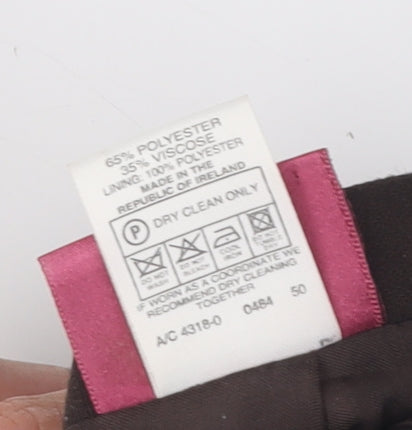 65% POLYESTER
35% VISCOSE
LINING: 100% POLYESTER
MADE IN THE
REPUBLIC OF IRELAND
P DRY CLEAN ONLY
DO NOT WASH
DO NOT BLEACH
COOL IRON
DO NOT TUMBLE DRY
IF WORN AS A COORDINATE WE
RECOMMEND DRY CLEANING
TOGETHER
A/C 4318-0 0484 50